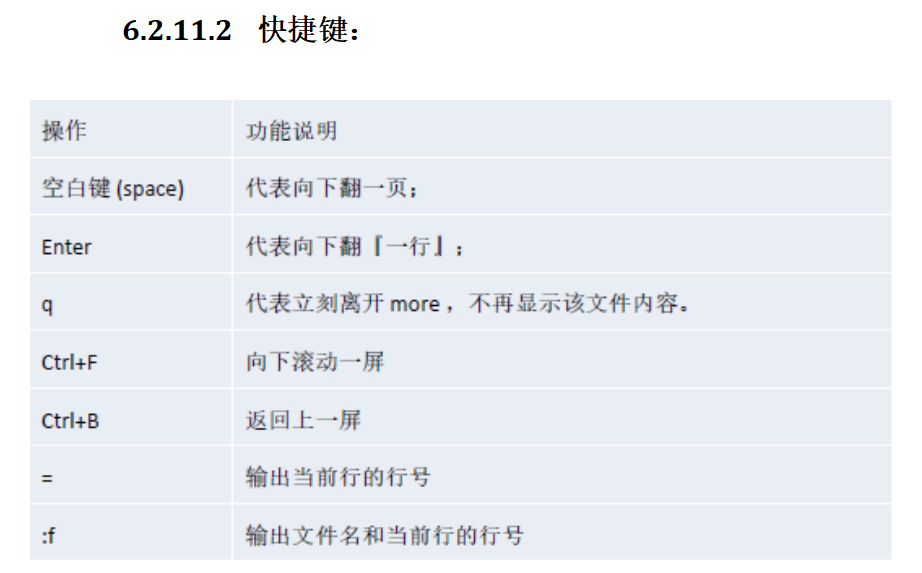 6.2.11.2 快捷键：
操作 功能说明
空白键 (space) 代表向下翻一页；
Enter 代表向下翻『一行』；
q 代表立刻离开 more ，不再显示该文件内容。
Ctrl+F 向下滚动一屏
Ctrl+B 返回上一屏
= 输出当前行的行号
:f 输出文件名和当前行的行号